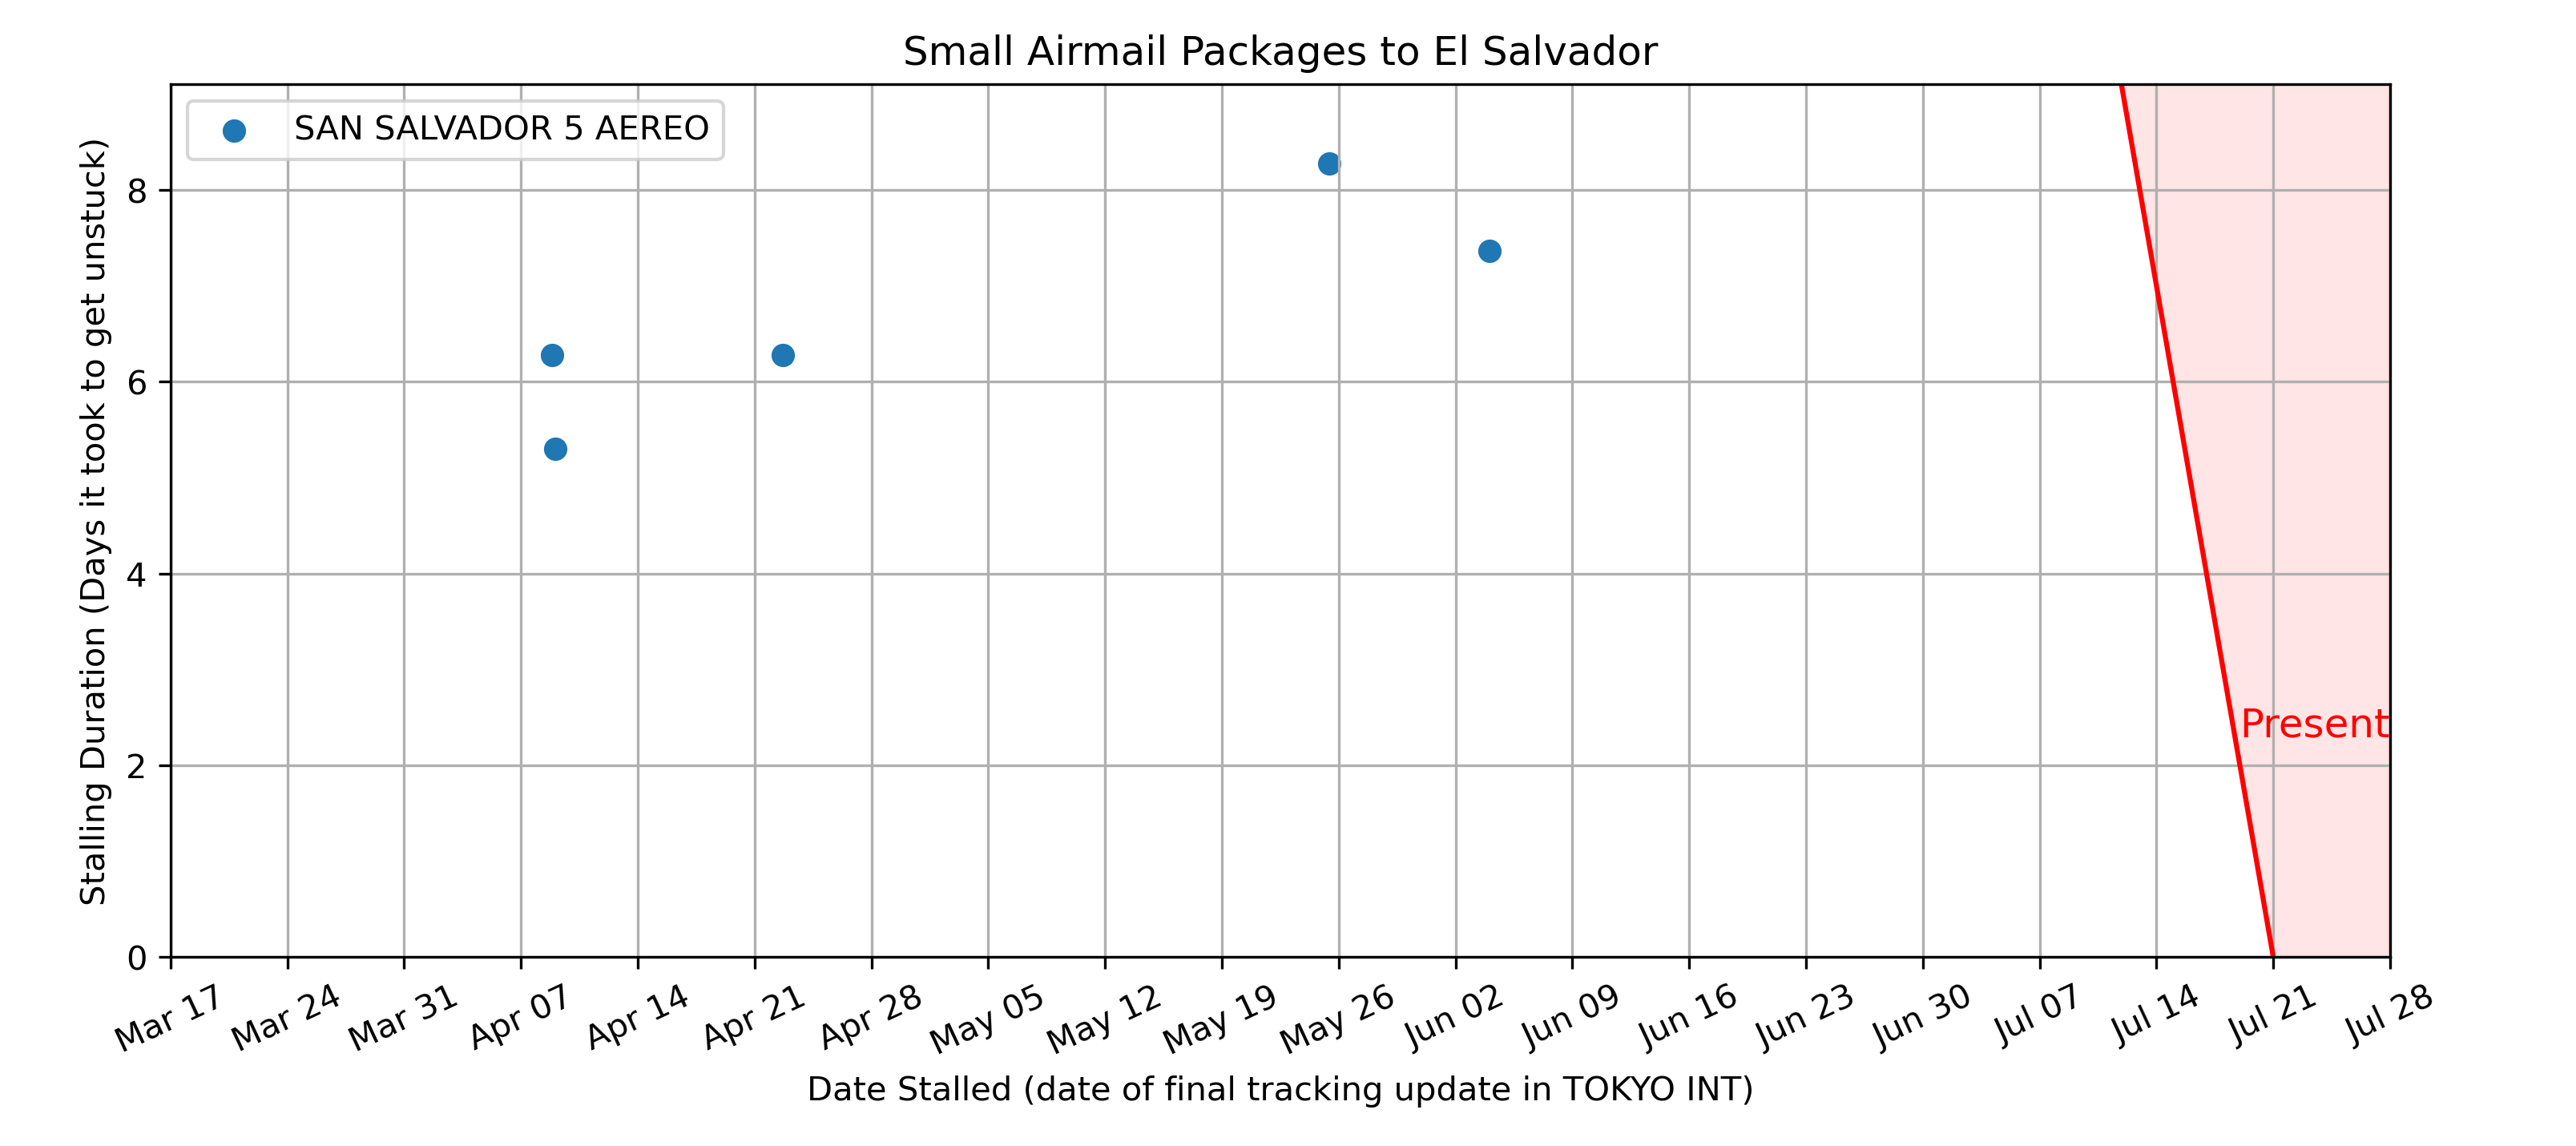 Small Airmail Packages to El Salvador
SAN SALVADOR 5 AEREO
Stalling Duration (Days it took to get unstuck)
8
6
4
2
0
Present
Mar 17 Mar 24 Mar 31 Apr 07 Apr 14 Apr 21 Apr 28 May 05 May 12 May 19 May 26 Jun 02 Jun 09 Jun 16 Jun 23 Jun 30 Jul 07 Jul 14 Jul 21 Jul 28
Date Stalled (date of final tracking update in TOKYO INT)